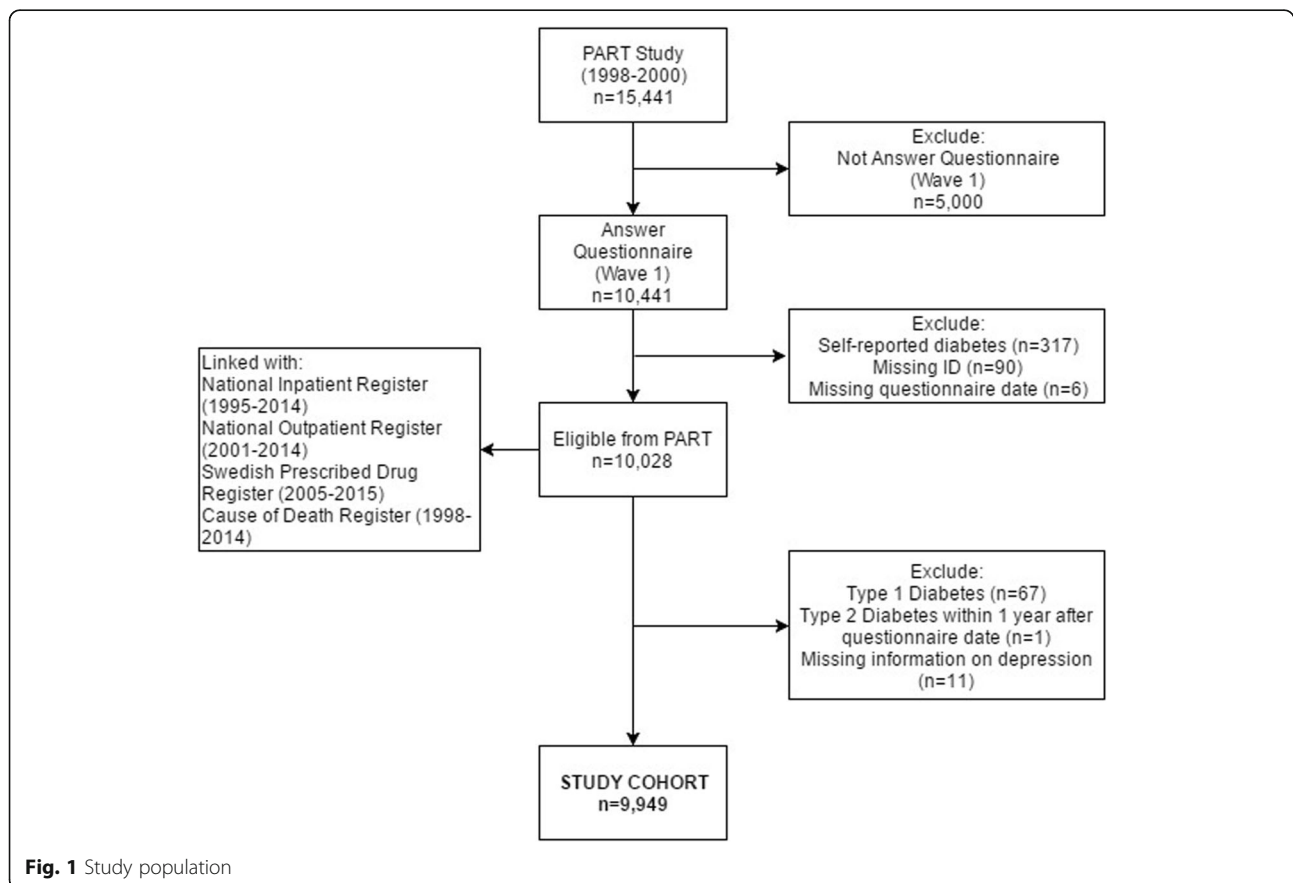 PART Study
(1998-2000)
n=15,441
Exclude:
Not Answer Questionnaire
(Wave 1)
n=5,000
Answer
Questionnaire
(Wave 1)
n=10,441
Exclude:
Self-reported diabetes (n=317)
Missing ID (n=90)
Missing questionnaire date (n=6)
Linked with:
National Inpatient Register
(1995-2014)
National Outpatient Register
(2001-2014)
Swedish Prescribed Drug
Register (2005-2015)
Cause of Death Register (1998-
2014)
Eligible from PART
n=10,028
Exclude:
Type 1 Diabetes (n=67)
Type 2 Diabetes within 1 year after
questionnaire date (n=1)
Missing information on depression
(n=11)
STUDY COHORT
n=9,949
Fig. 1 Study population